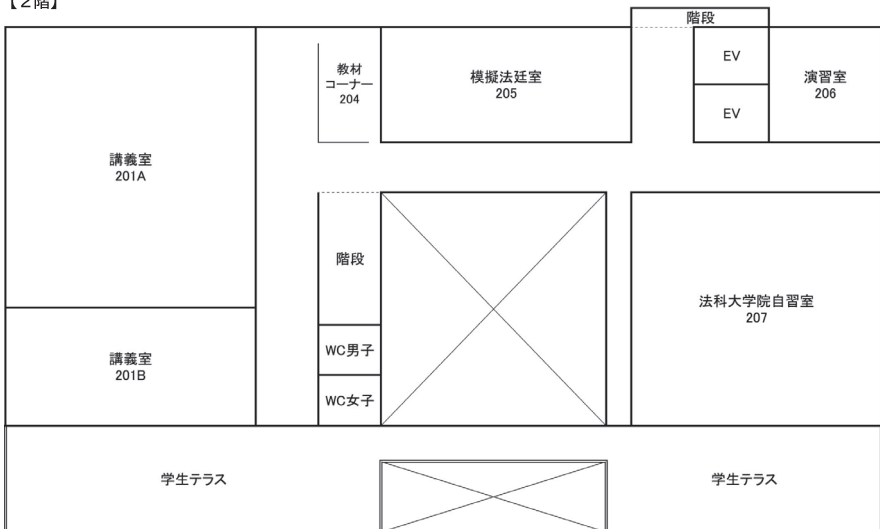 【2階】
階段
EV
EV
演習室
206
教材
コーナー
204
模擬法廷室
205
講義室
201A
階段
法科大学院自習室
207
WC男子
講義室
201B
WC女子
学生テラス
学生テラス